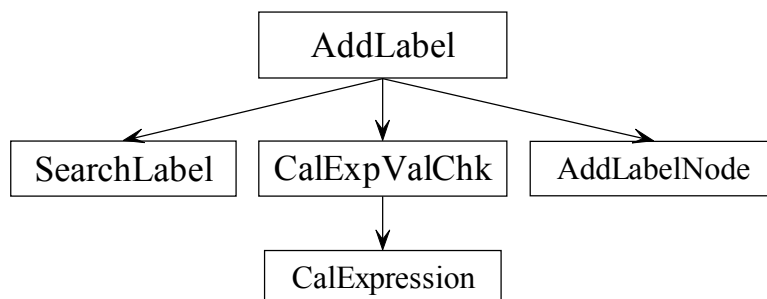 AddLabel
SearchLabel
CalExpValChk
AddLabelNode
CalExpression